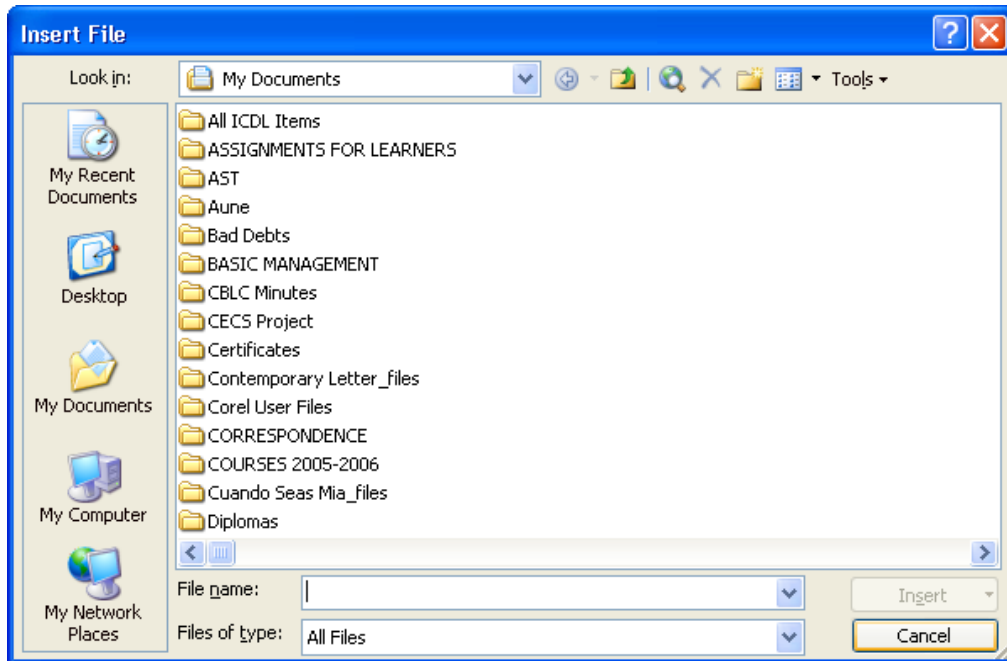 Insert File
Look in:
My Documents
Tools
My Recent
Documents
Desktop
My Documents
My Computer
My Network
Places
All ICDL Items
ASSIGNMENTS FOR LEARNERS
AST
Aune
Bad Debts
BASIC MANAGEMENT
CBLC Minutes
CECS Project
Certificates
Contemporary Letter_files
Corel User Files
CORRESPONDENCE
COURSES 2005-2006
Cuando Seas Mia_files
Diplomas
File name:
Insert
Files of type:
All Files
Cancel